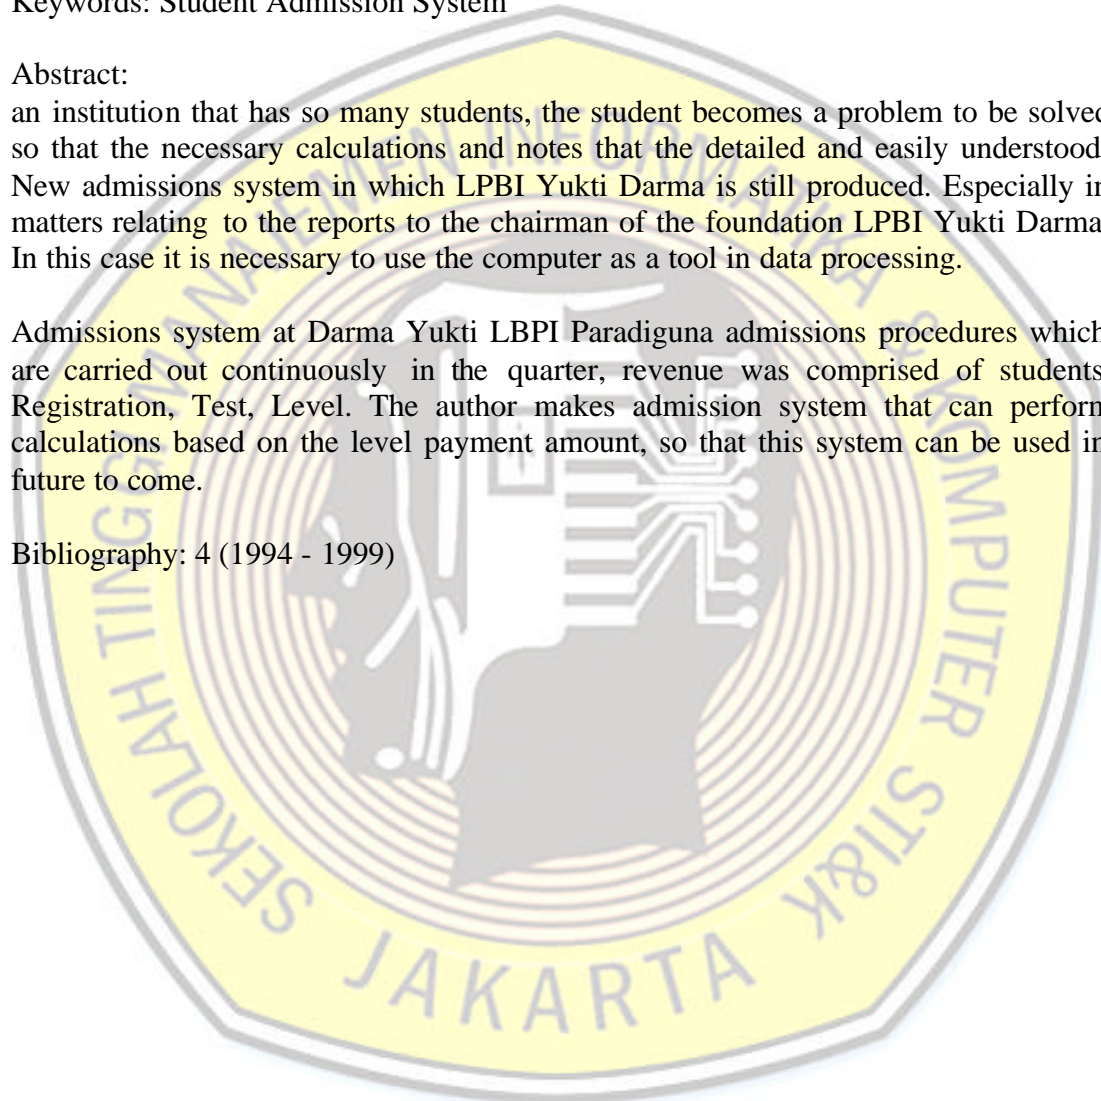 Keywords: Student Admission System
Abstract:
an institution that has so many students, the student becomes a problem to be solved
so that the necessary calculations and notes that the detailed and easily understood
New admissions system in which LPBI Yukti Darma is still produced. Especially in
matters relating to the reports to the chairman of the foundation LPBI Yukti Darma
In this case it is necessary to use the computer as a tool in data processing.
Admissions system at Darma Yukti LBPI Paradiguna admissions procedures which
are carried out continuously in the quarter, revenue was comprised of students
Registration, Test, Level. The author makes admission system that can perform
calculations based on the level payment amount, so that this system can be used in
future to come.
Bibliography: 4 (1994 - 1999)
SEKOLAH TINGGI MANAJEMEN INFORMATIKA & KOMPUTER STI&K
JAKARTA